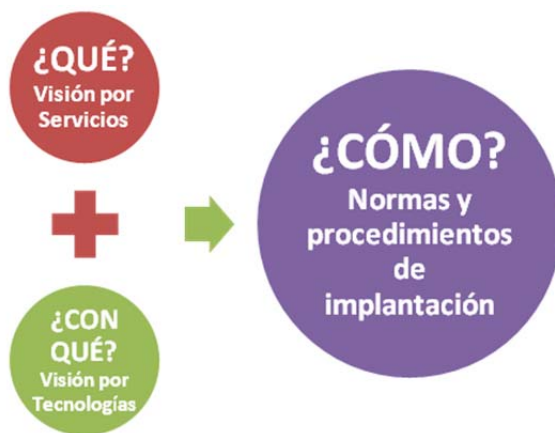 ¿QUÉ?
Visión por
Servicios
¿CON
QUÉ?
Visión por
Tecnologías
¿CÓMO?
Normas y
procedimientos
de
implantación